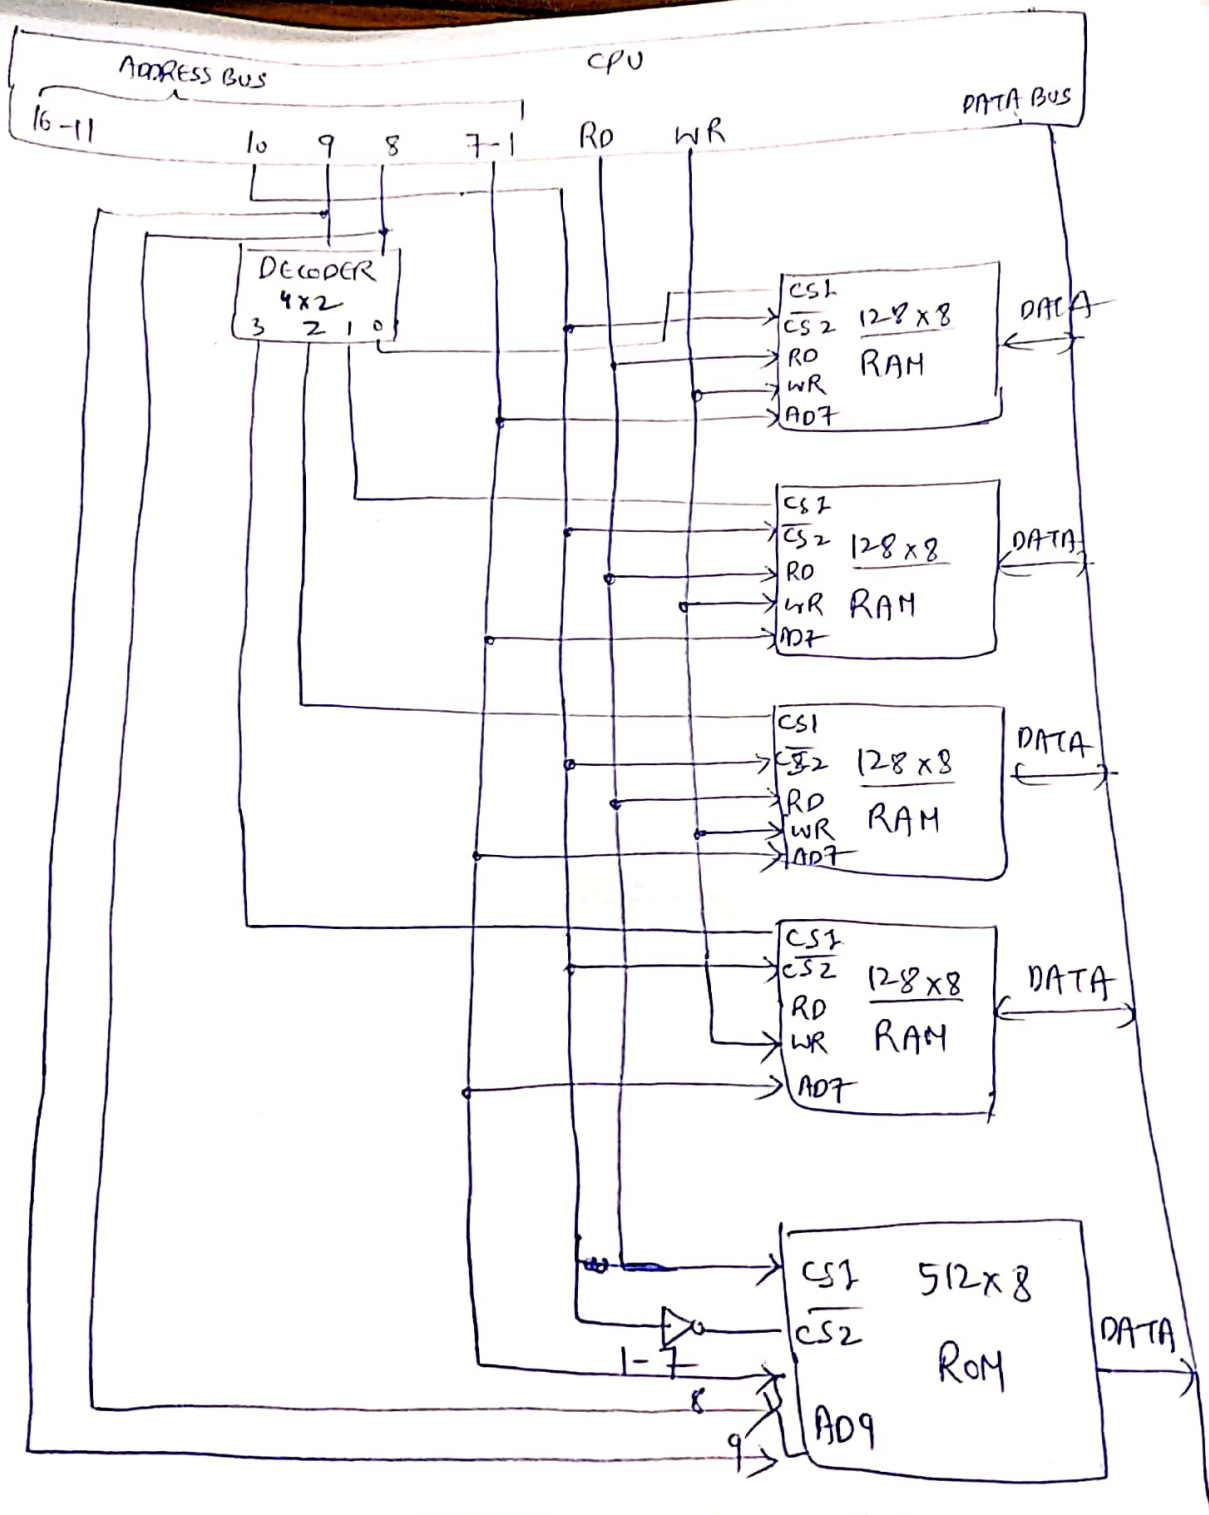 CPU
ADDRESS BUS
DATA BUS
16-11
10 9 8 7-1 RD WR
DECODER
4x2
3 2 1 0
CS1
CS2
RD
WR
AD7
128x8
RAM
DATA
CS1
CS2
RD
WR
AD7
128x8
RAM
DATA
CS1
CS2
RD
WR
AD7
128x8
RAM
DATA
CS1
CS2
RD
WR
AD7
128x8
RAM
DATA
CS1
CS2
AD9
512x8
ROM
DATA
1-7
8
9